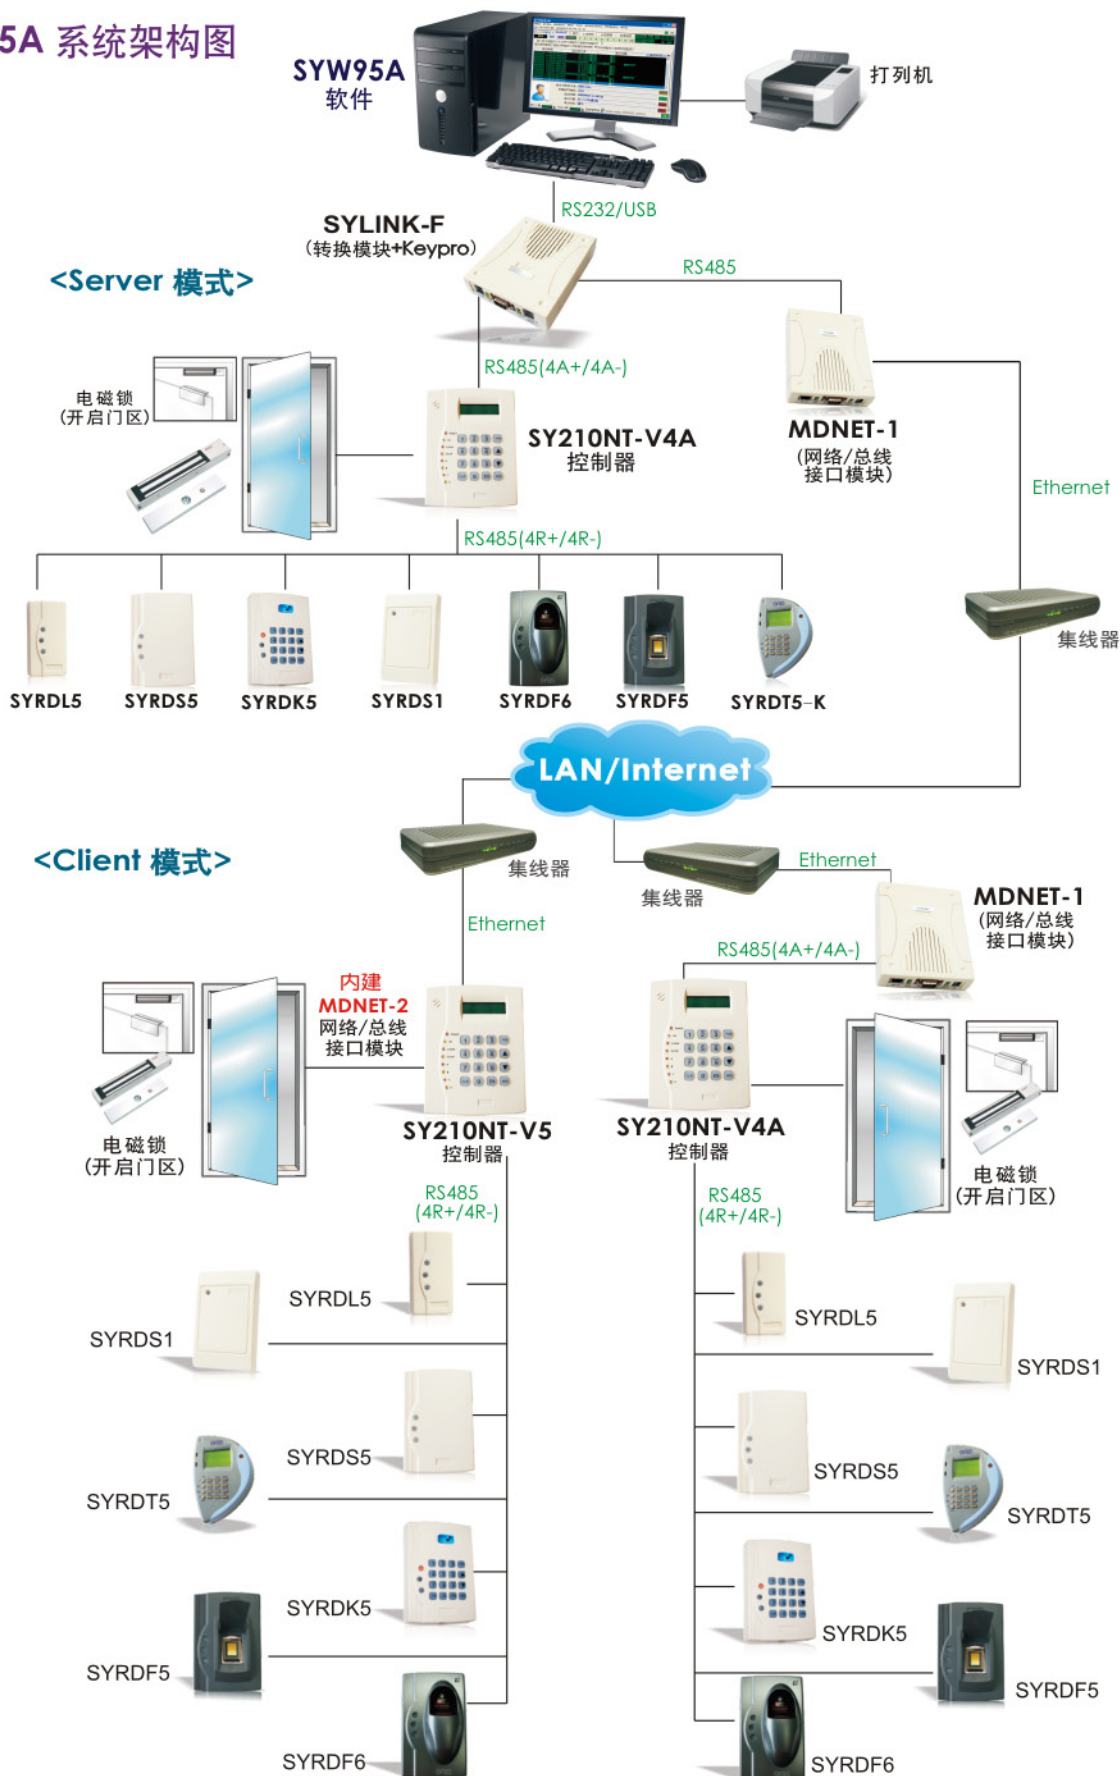 5A 系统架构图
SYW95A
软件
打列机
RS232/USB
SYLINK-F
(转换模块+Keypro)
RS485
<Server 模式>
RS485(4A+/4A-)
电磁锁
(开启门区)
SY210NT-V4A
控制器
MDNET-1
(网络/总线
接口模块)
Ethernet
RS485(4R+/4R-)
集线器
SYRDL5
SYRDS5
SYRDK5
SYRDS1
SYRDF6
SYRDF5
SYRDT5-K
LAN/Internet
<Client 模式>
集线器
Ethernet
集线器
Ethernet
MDNET-1
(网络/总线
接口模块)
RS485(4A+/4A-)
内建
MDNET-2
网络/总线
接口模块
电磁锁
(开启门区)
SY210NT-V5
控制器
SY210NT-V4A
控制器
电磁锁
(开启门区)
RS485
(4R+/4R-)
RS485
(4R+/4R-)
SYRDL5
SYRDS1
SYRDS5
SYRDT5
SYRDK5
SYRDF5
SYRDF6
SYRDL5
SYRDS1
SYRDS5
SYRDT5
SYRDK5
SYRDF5
SYRDF6